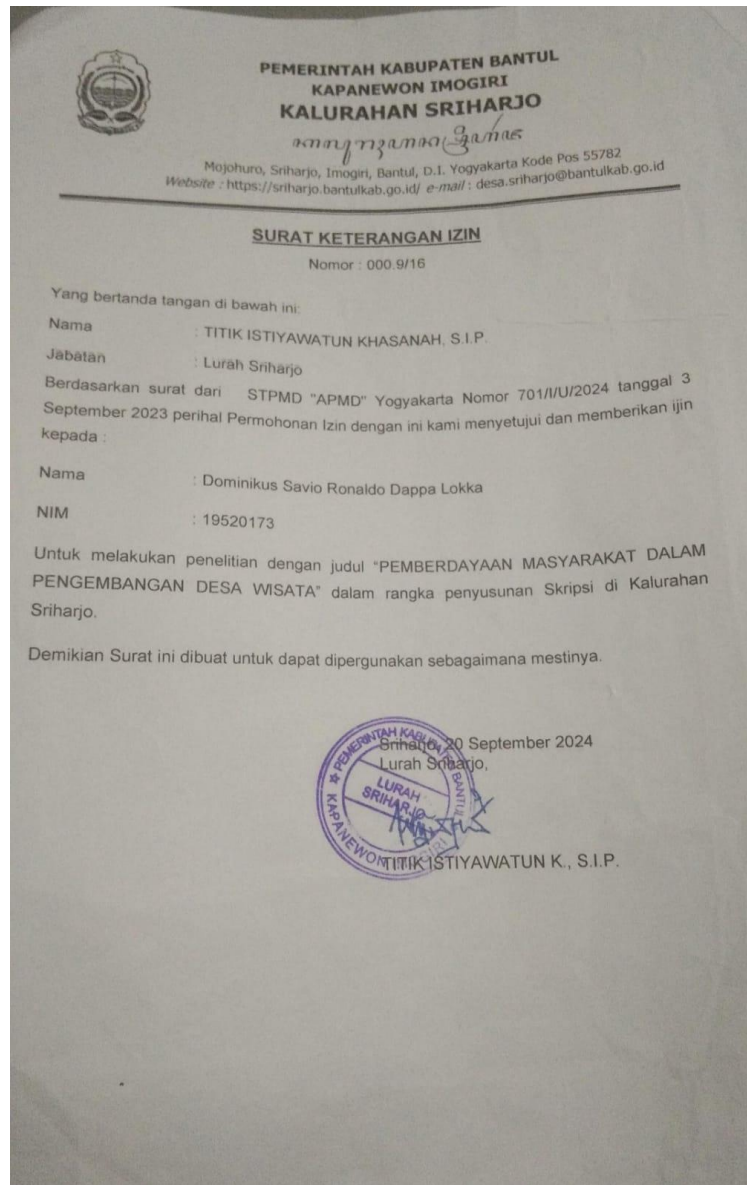 PEMERINTAH KABUPATEN BANTUL
KAPANEWON IMOGIRI
KALURAHAN SRIHARJO
Mojohuro, Sriharjo, Imogiri, Bantul, D.I. Yogyakarta Kode Pos 55782
Website : https://sriharjo.bantulkab.go.id/ e-mail : desa.sriharjo@bantulkab.go.id
SURAT KETERANGAN IZIN
Nomor : 000.9/16
Yang bertanda tangan di bawah ini:
Nama : TITIK ISTIYAWATUN KHASANAH, S.I.P.
Jabatan : Lurah Sriharjo
Berdasarkan surat dari STPMD "APMD" Yogyakarta Nomor 701/I/U/2024 tanggal 3
September 2023 perihal Permohonan Izin dengan ini kami menyetujui dan memberikan ijin
kepada :
Nama : Dominikus Savio Ronaldo Dappa Lokka
NIM : 19520173
Untuk melakukan penelitian dengan judul "PEMBERDAYAAN MASYARAKAT DALAM
PENGEMBANGAN DESA WISATA" dalam rangka penyusunan Skripsi di Kalurahan
Sriharjo.
Demikian Surat ini dibuat untuk dapat dipergunakan sebagaimana mestinya.
Sriharjo, 20 September 2024
Lurah Sriharjo,
PEMERINTAH KABUPATEN BANTUL
LURAH
SRIHARJO
KAPANEWON IMOGIRI
TITIK ISTIYAWATUN K., S.I.P.